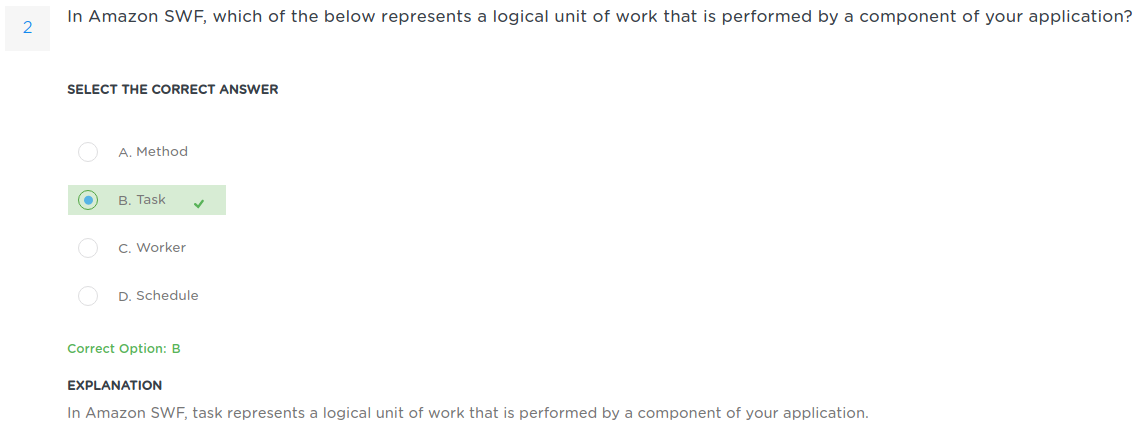 2
In Amazon SWF, which of the below represents a logical unit of work that is performed by a component of your application?
SELECT THE CORRECT ANSWER
A. Method
B. Task
C. Worker
D. Schedule
Correct Option: B
EXPLANATION
In Amazon SWF, task represents a logical unit of work that is performed by a component of your application.